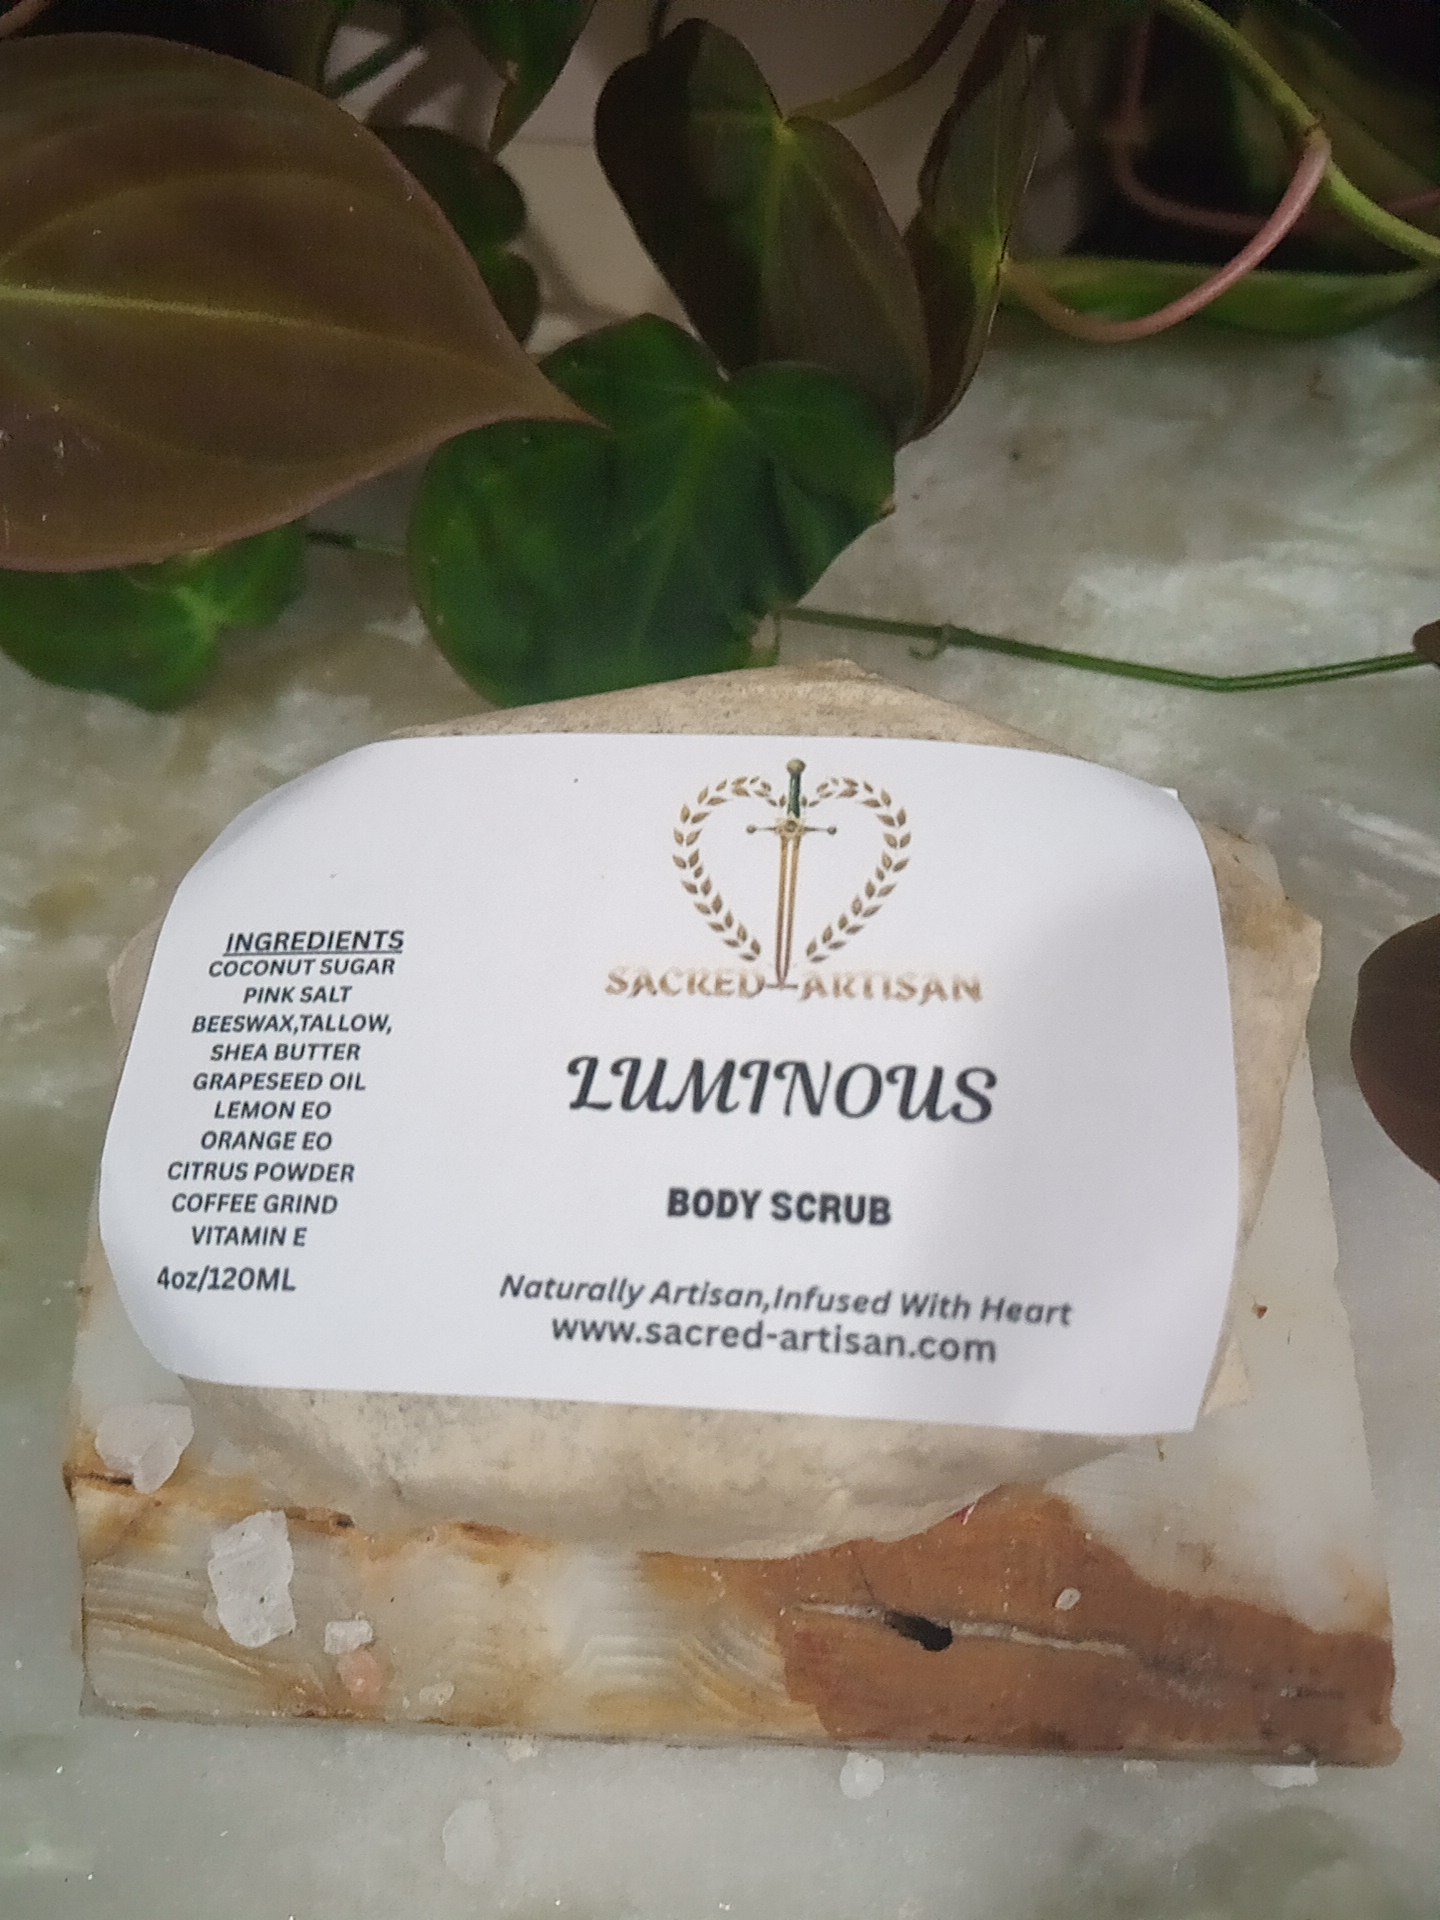 SACRED ARTISAN
LUMINOUS
BODY SCRUB
Naturally Artisan,Infused With Heart
www.sacred-artisan.com
INGREDIENTS
COCONUT SUGAR
PINK SALT
BEESWAX,TALLOW,
SHEA BUTTER
GRAPESEED OIL
LEMON EO
ORANGE EO
CITRUS POWDER
COFFEE GRIND
VITAMIN E
4oz/120ML